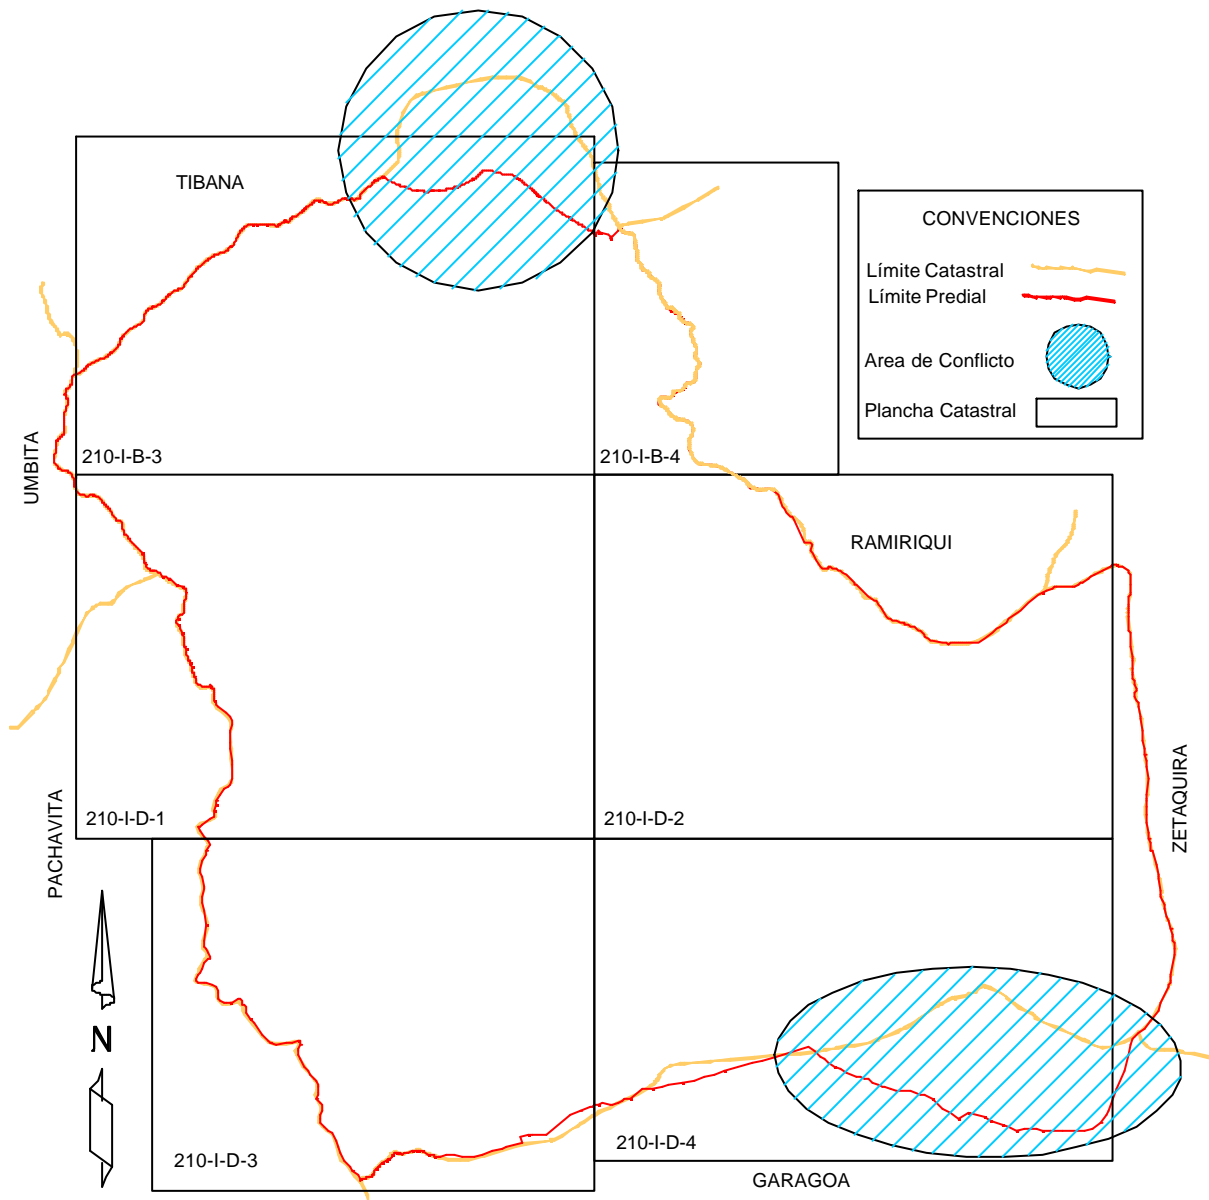 TIBANA
CONVENCIONES
Límite Catastral
Límite Predial
Area de Conflicto
Plancha Catastral
UMBITA
210-I-B-3
210-I-B-4
RAMIRIQUI
ZETAQUIRA
PACHAVITA
210-I-D-1
210-I-D-2
N
210-I-D-3
210-I-D-4
GARAGOA